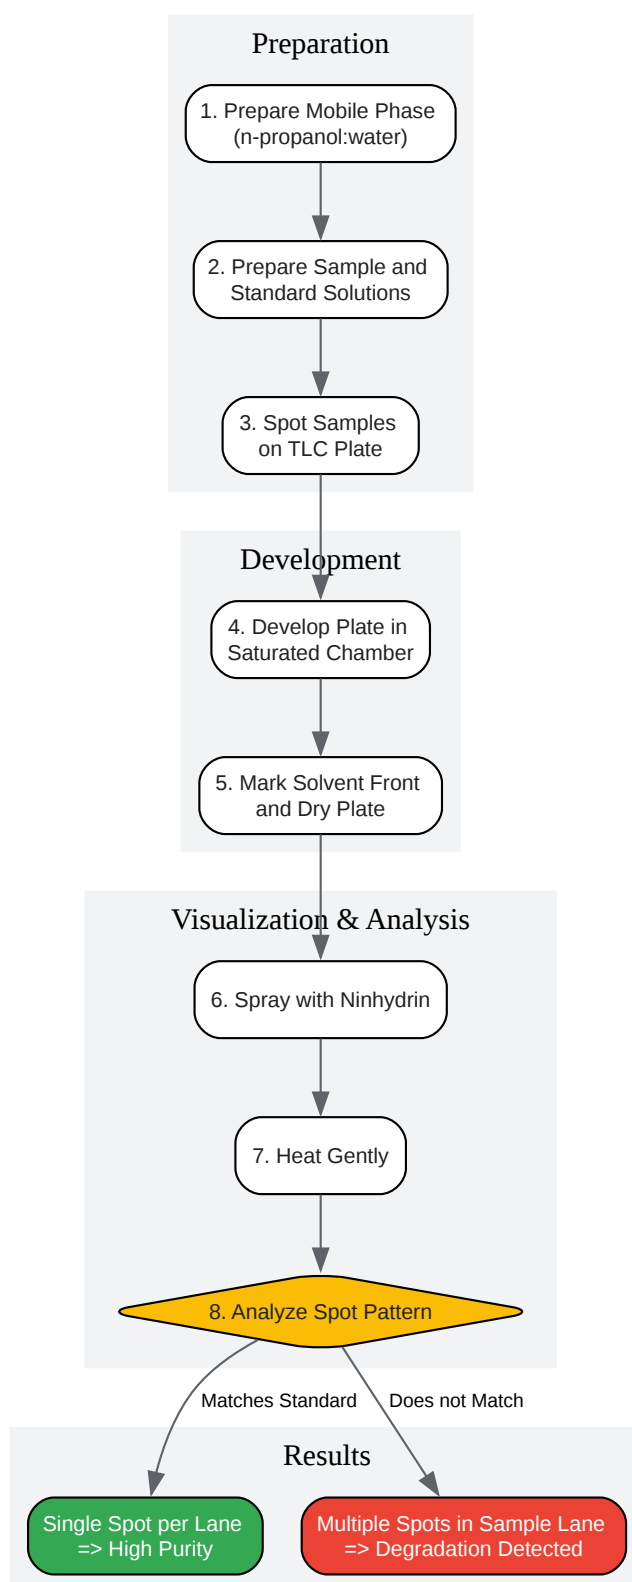 Preparation
1. Prepare Mobile Phase
(n-propanol:water)
2. Prepare Sample and
Standard Solutions
3. Spot Samples
on TLC Plate
Development
4. Develop Plate in
Saturated Chamber
5. Mark Solvent Front
and Dry Plate
Visualization & Analysis
6. Spray with Ninhydrin
7. Heat Gently
8. Analyze Spot Pattern
Matches Standard
Does not Match
Results
Single Spot per Lane
=> High Purity
Multiple Spots in Sample Lane
=> Degradation Detected